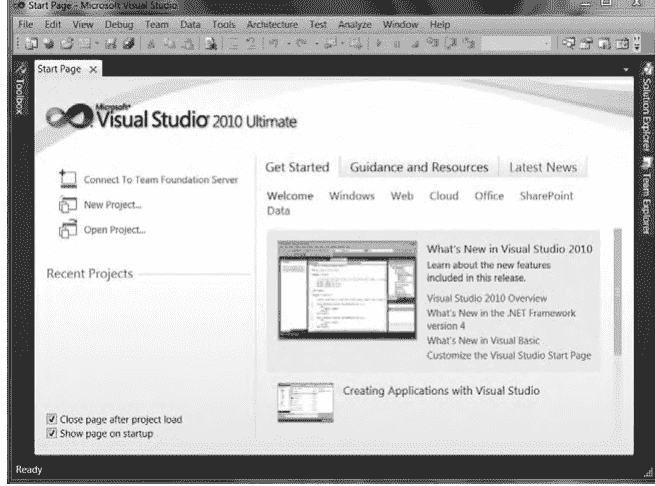 Start Page - Microsoft Visual Studio
File Edit View Debug Team Data Tools Architecture Test Analyze Window Help
Start Page
Toolbox
Microsoft
Visual Studio 2010 Ultimate
Connect To Team Foundation Server
New Project...
Open Project...
Recent Projects
Close page after project load
Show page on startup
Get Started Guidance and Resources Latest News
Welcome Windows Web Cloud Office SharePoint
Data
What's New in Visual Studio 2010
Learn about the new features
included in this release.
Visual Studio 2010 Overview
What's New in the .NET Framework
version 4
What's New in Visual Basic
Customize the Visual Studio Start Page
Creating Applications with Visual Studio
Solution Explorer
Team Explorer
Ready